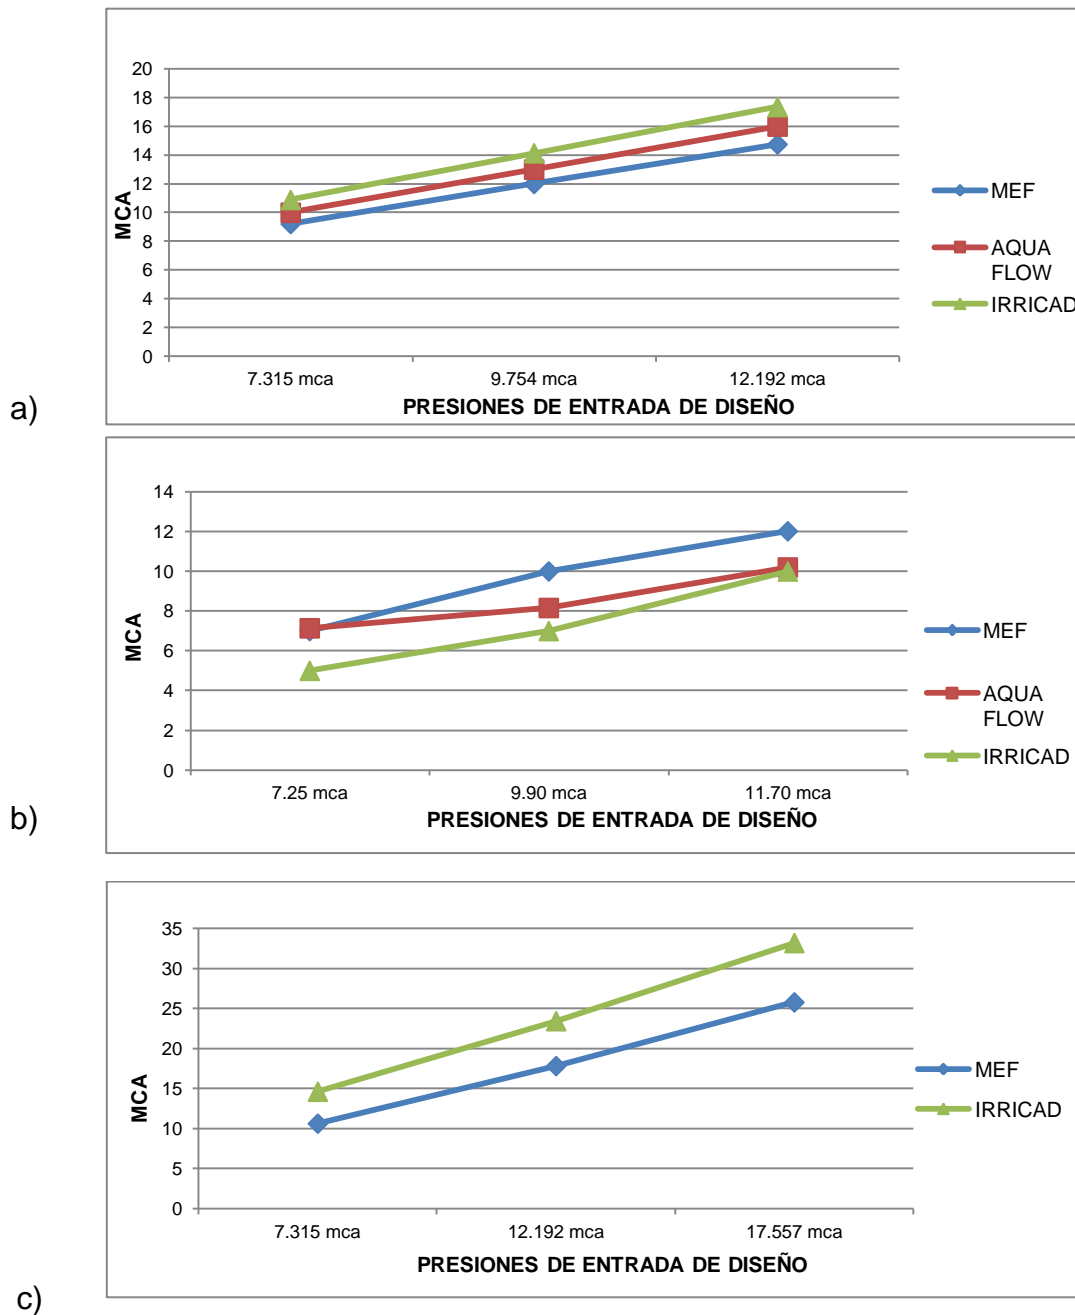 20
18
16
14
12
10
8
6
4
2
0
MCA
7.315 mca 9.754 mca 12.192 mca
PRESIONES DE ENTRADA DE DISEÑO
MEF
AQUA
FLOW
IRRICAD
a)
14
12
10
8
6
4
2
0
MCA
7.25 mca 9.90 mca 11.70 mca
PRESIONES DE ENTRADA DE DISEÑO
MEF
AQUA
FLOW
IRRICAD
b)
35
30
25
20
15
10
5
0
MCA
7.315 mca 12.192 mca 17.557 mca
PRESIONES DE ENTRADA DE DISEÑO
MEF
IRRICAD
c)